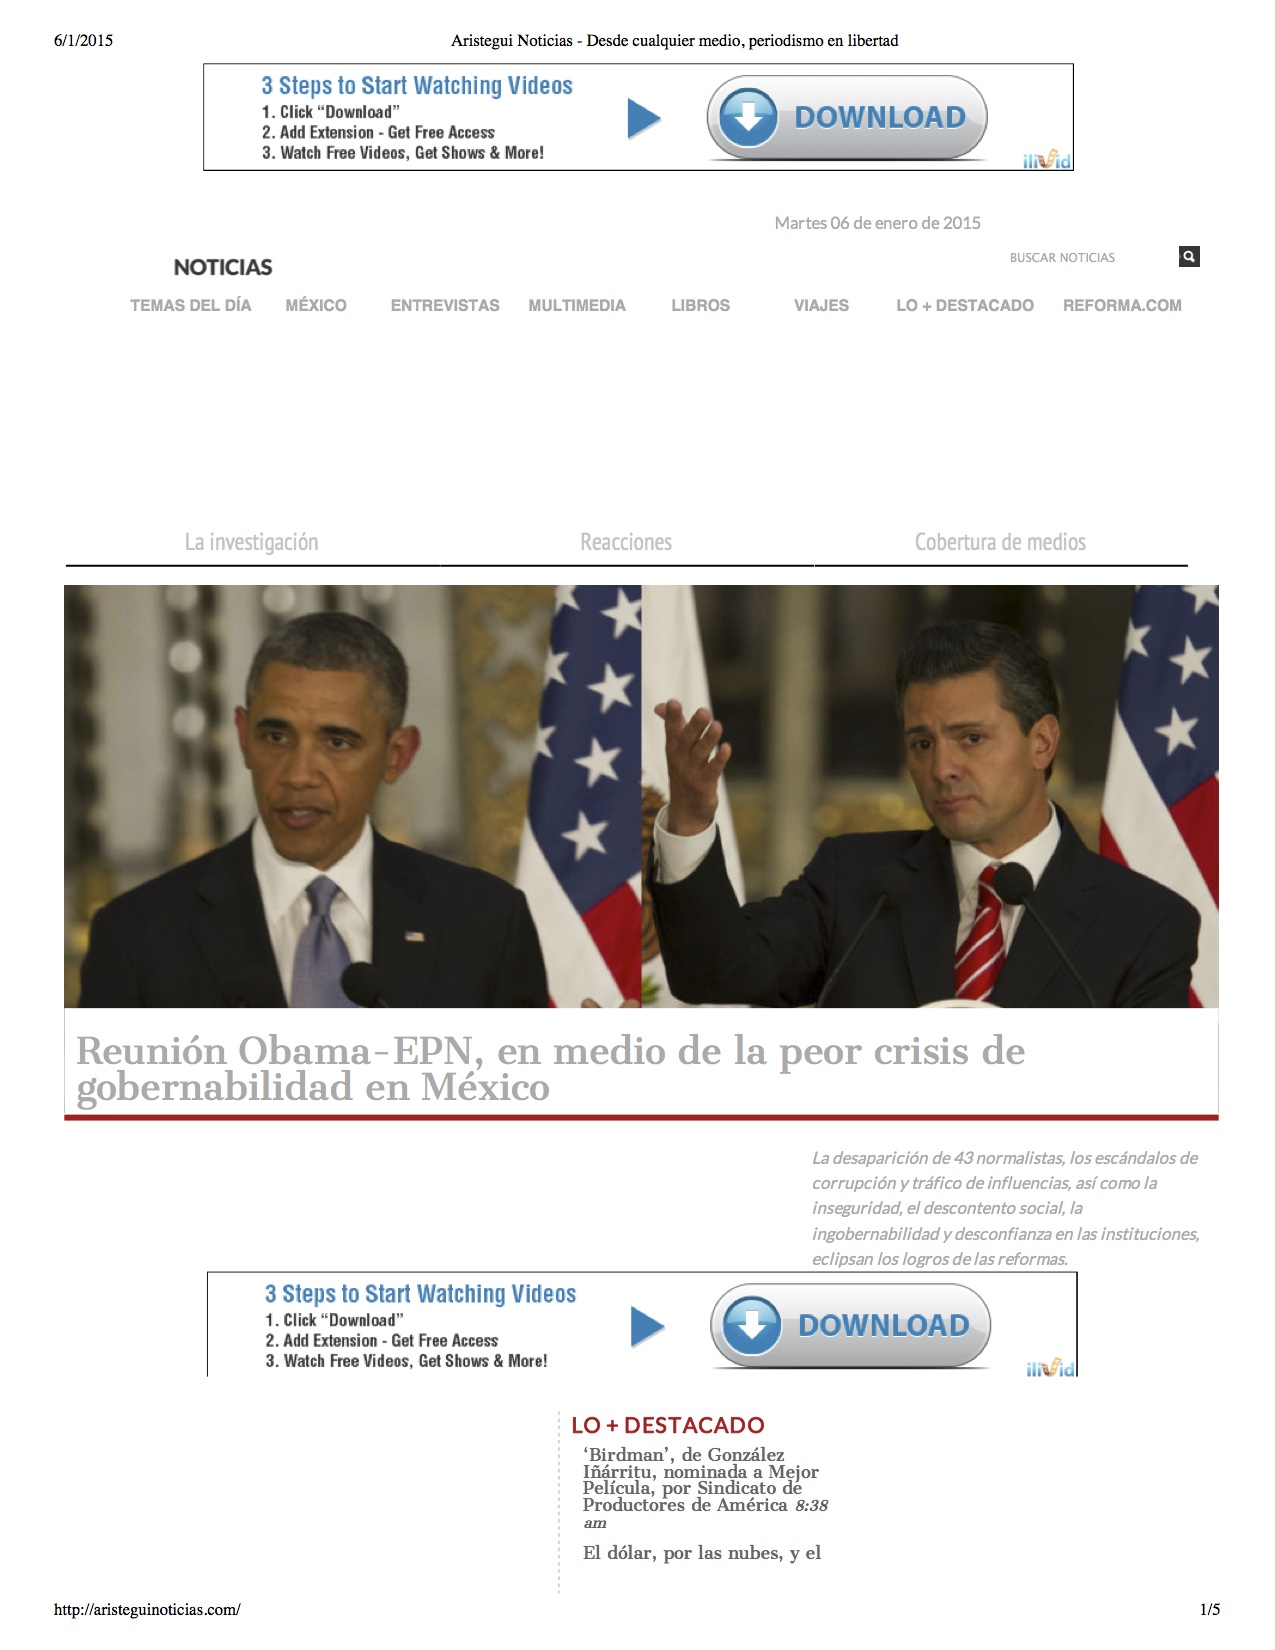 6/1/2015
Aristegui Noticias - Desde cualquier medio, periodismo en libertad
3 Steps to Start Watching Videos
1. Click “Download”
2. Add Extension - Get Free Access
3. Watch Free Videos, Get Shows & More!
DOWNLOAD
ilivid
Martes 06 de enero de 2015
NOTICIAS
BUSCAR NOTICIAS
TEMAS DEL DÍA MÉXICO ENTREVISTAS MULTIMEDIA LIBROS VIAJES LO + DESTACADO REFORMA.COM
La investigación Reacciones Cobertura de medios
Reunión Obama-EPN, en medio de la peor crisis de
gobernabilidad en México
La desaparición de 43 normalistas, los escándalos de
corrupción y tráfico de influencias, así como la
inseguridad, el descontento social, la
ingobernabilidad y desconfianza en las instituciones,
eclipsan los logros de las reformas.
3 Steps to Start Watching Videos
1. Click “Download”
2. Add Extension - Get Free Access
3. Watch Free Videos, Get Shows & More!
DOWNLOAD
ilivid
LO + DESTACADO
‘Birdman’, de González
Iñárritu, nominada a Mejor
Película, por Sindicato de
Productores de América 8:38
am
El dólar, por las nubes, y el
http://aristeguinoticias.com/
1/5